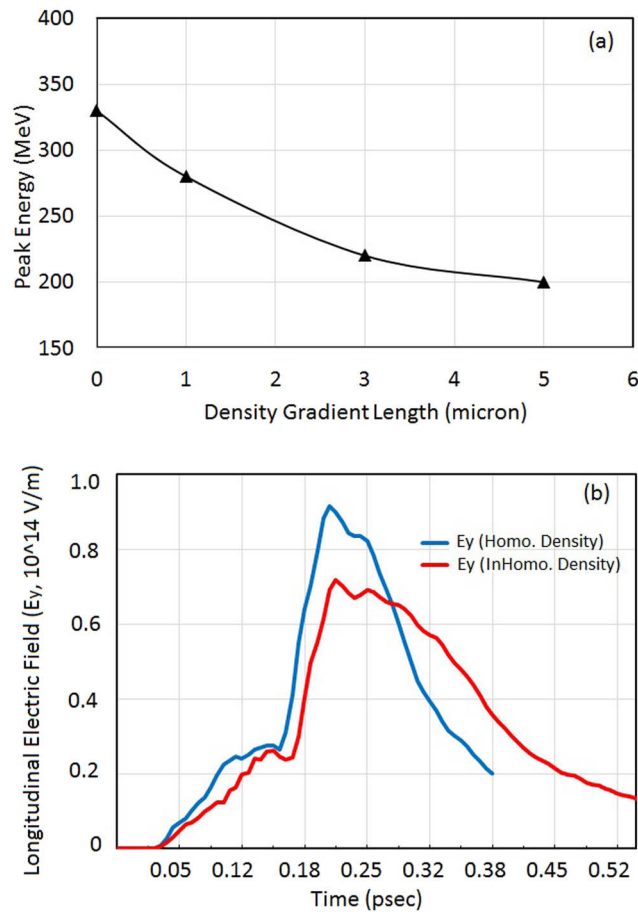 400
350
300
250
200
150
Peak Energy (MeV)
(a)
0 1 2 3 4 5 6
Density Gradient Length (micron)
1.0
0.8
0.6
0.4
0.2
0
Longitudinal Electric Field (Ey, 10^14 V/m)
(b)
Ey (Homo. Density)
Ey (InHomo. Density)
0.05 0.12 0.18 0.25 0.32 0.38 0.45 0.52
Time (psec)